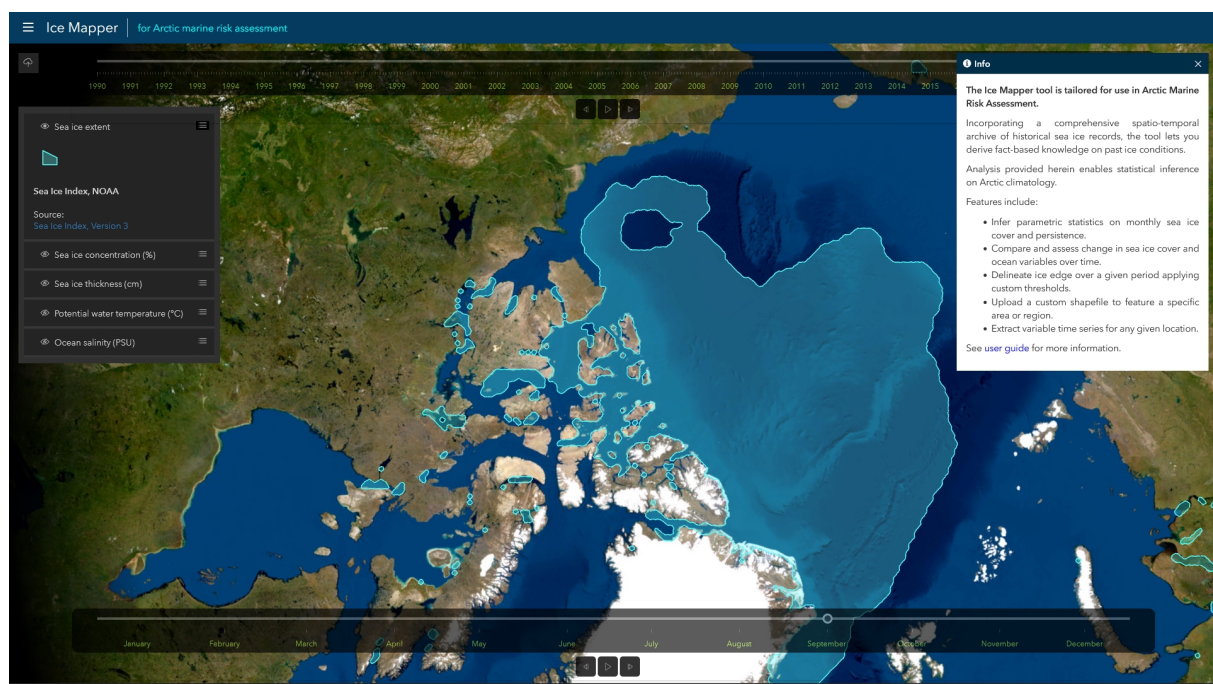 Ice Mapper
for Arctic marine risk assessment
1990 1991 1992 1993 1994 1995 1996 1997 1998 1999 2000 2001 2002 2003 2004 2005 2006 2007 2008 2009 2010 2011 2012 2013 2014 2015
Sea ice extent
Sea Ice Index, NOAA
Source:
Sea Ice Index, Version 3
Sea ice concentration (%)
Sea ice thickness (cm)
Potential water temperature (°C)
Ocean salinity (PSU)
Info
The Ice Mapper tool is tailored for use in Arctic Marine
Risk Assessment.
Incorporating a comprehensive spatio-temporal
archive of historical sea ice records, the tool lets you
derive fact-based knowledge on past ice conditions.
Analysis provided herein enables statistical inference
on Arctic climatology.
Features include:
• Infer parametric statistics on monthly sea ice
cover and persistence.
• Compare and assess change in sea ice cover and
ocean variables over time.
• Delineate ice edge over a given period applying
custom thresholds.
• Upload a custom shapefile to feature a specific
area or region.
• Extract variable time series for any given location.
See user guide for more information.
January February March April May June July August September October November December